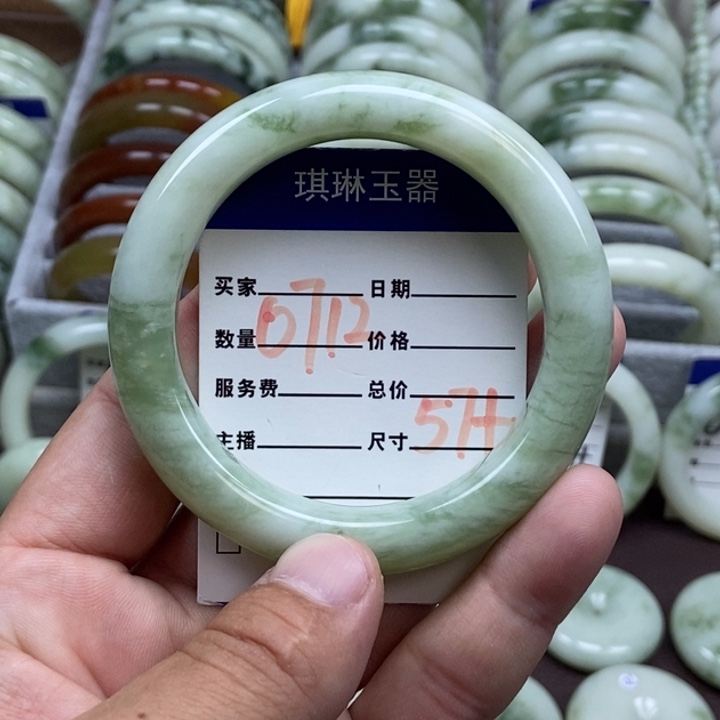 琪琳玉器
买家 日期
0712
数量 价格
服务费 总价
57+
主播 尺寸